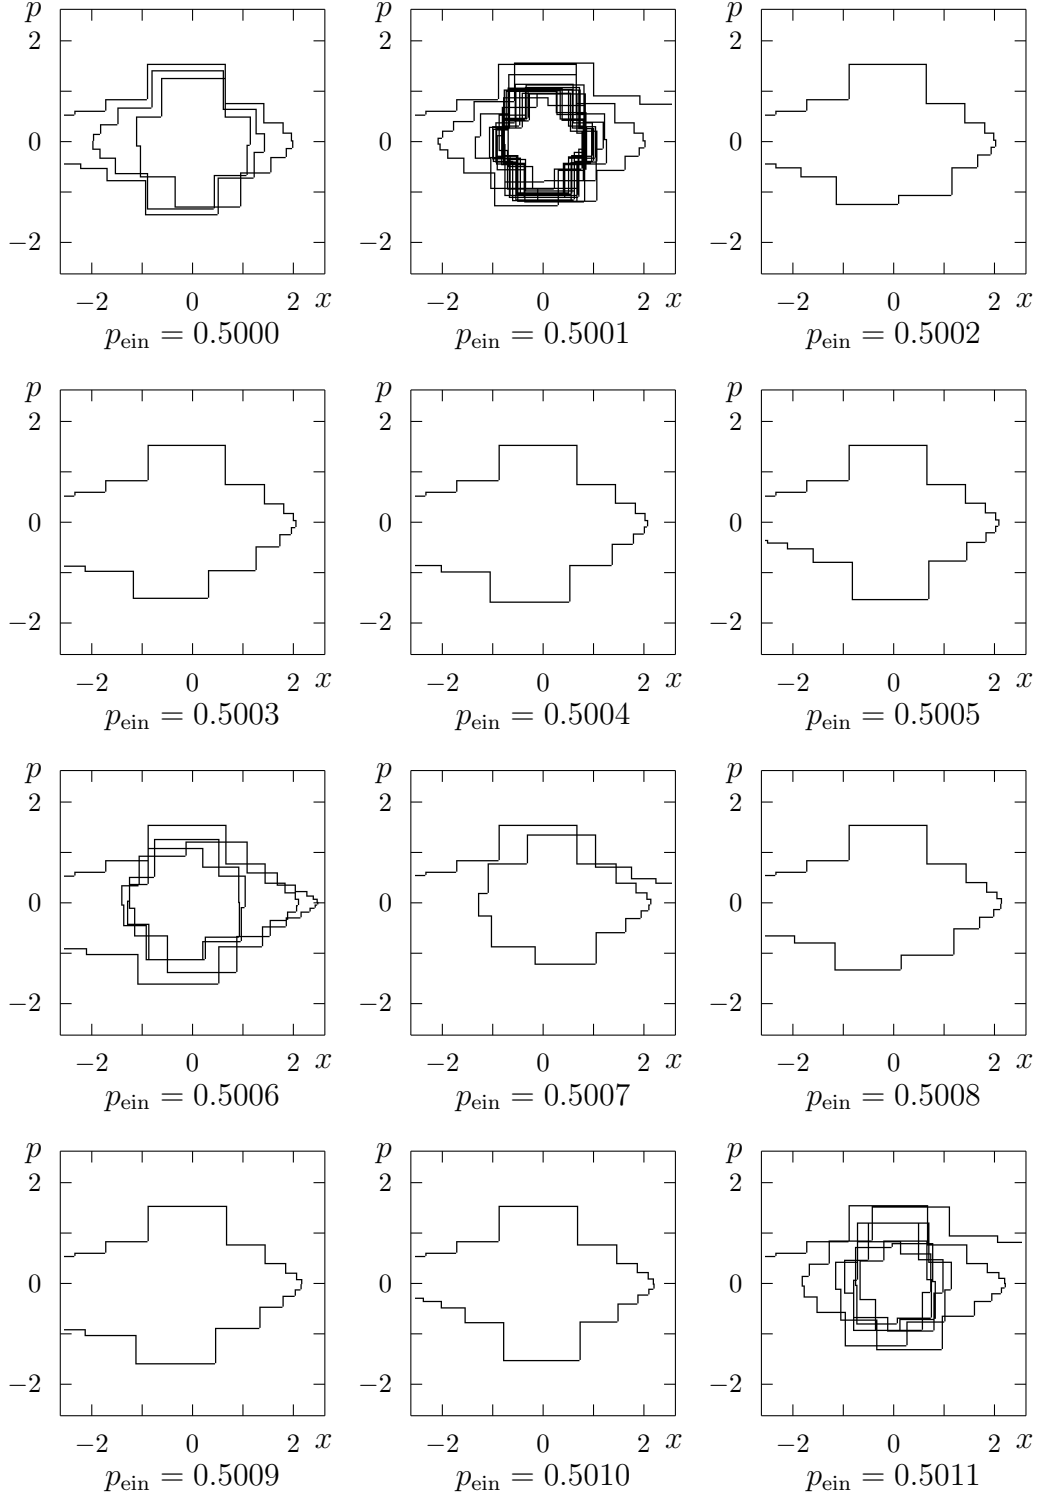 p p p
2 2 2
0 0 0
−2 −2 −2
−2 0 2 x −2 0 2 x −2 0 2 x
p_ein = 0.5000 p_ein = 0.5001 p_ein = 0.5002
p p p
2 2 2
0 0 0
−2 −2 −2
−2 0 2 x −2 0 2 x −2 0 2 x
p_ein = 0.5003 p_ein = 0.5004 p_ein = 0.5005
p p p
2 2 2
0 0 0
−2 −2 −2
−2 0 2 x −2 0 2 x −2 0 2 x
p_ein = 0.5006 p_ein = 0.5007 p_ein = 0.5008
p p p
2 2 2
0 0 0
−2 −2 −2
−2 0 2 x −2 0 2 x −2 0 2 x
p_ein = 0.5009 p_ein = 0.5010 p_ein = 0.5011